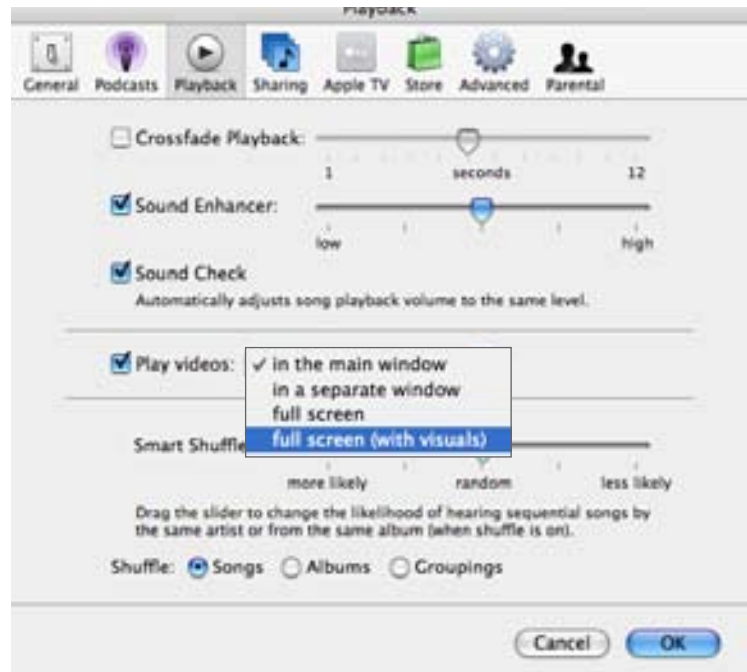 Playback
General Podcasts Playback Sharing Apple TV Store Advanced Parental
Crossfade Playback:
1 seconds 12
Sound Enhancer:
low high
Sound Check
Automatically adjusts song playback volume to the same level.
Play videos: ✓ in the main window
in a separate window
full screen
full screen (with visuals)
Smart Shuffle
more likely random less likely
Drag the slider to change the likelihood of hearing sequential songs by
the same artist or from the same album (when shuffle is on).
Shuffle: Songs Albums Groupings
Cancel OK